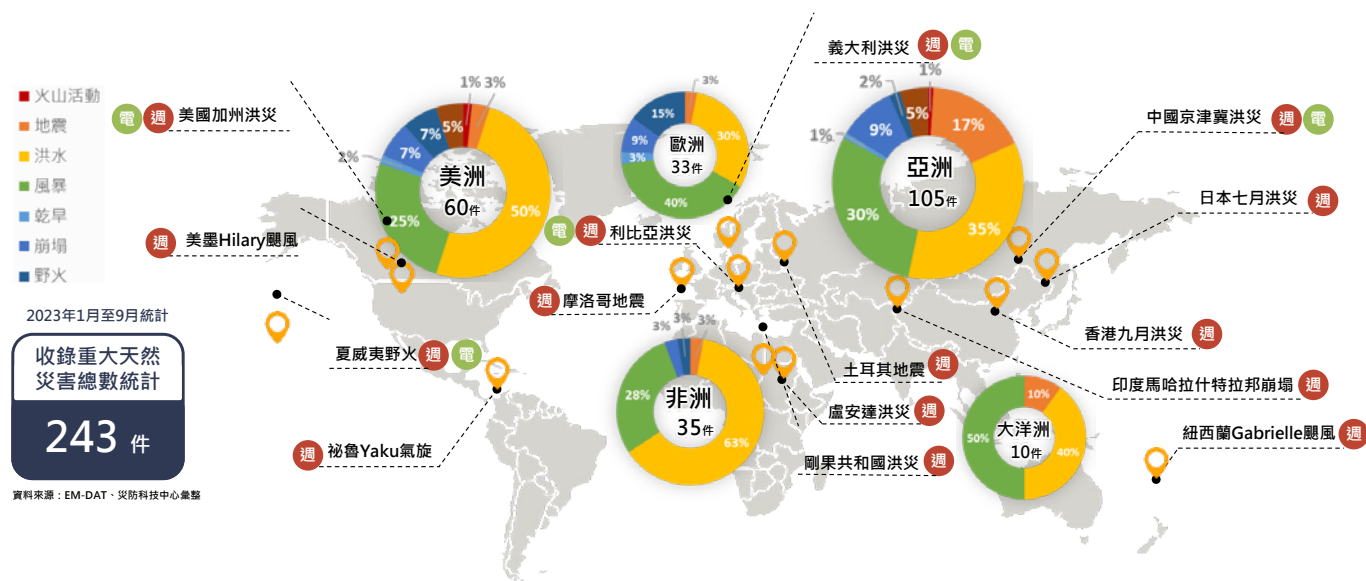 火山活動
地震
洪水
風暴
乾旱
崩塌
野火
2023年1月至9月統計
收錄重大天然
災害總數統計
243 件
資料來源：EM-DAT、災防科技中心彙整
電 週 美國加州洪災
週 美墨Hilary颶風
夏威夷野火 週 電
週 祕魯Yaku氣旋
美洲
60件
1%
3%
50%
25%
2%
7%
7%
5%
歐洲
33件
3%
30%
40%
3%
9%
15%
義大利洪災 週 電
電 週 利比亞洪災
週 摩洛哥地震
非洲
35件
3%
63%
28%
3%
3%
亞洲
105件
1%
17%
35%
30%
1%
9%
2%
5%
中國京津冀洪災 週 電
日本七月洪災 週
香港九月洪災 週
土耳其地震 週
印度馬哈拉什特拉邦崩塌 週
盧安達洪災 週
紐西蘭Gabrielle颶風 週
剛果共和國洪災 週
大洋洲
10件
10%
40%
50%